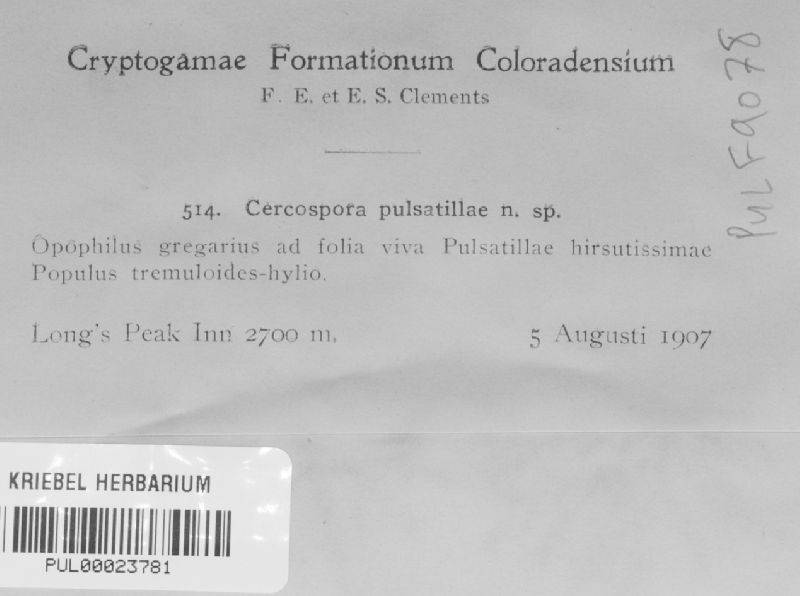 Cryptogamae Formationum Coloradensium
F. E. et E. S. Clements
514. Cercospora pulsatillae n. sp.
Opophilus gregarius ad folia viva Pulsatillae hirsutissimae
Populus tremuloides-hylio.
Long's Peak Inn 2700 m.
5 Augusti 1907
PUL F9078
KRIEBEL HERBARIUM
PUL00023781